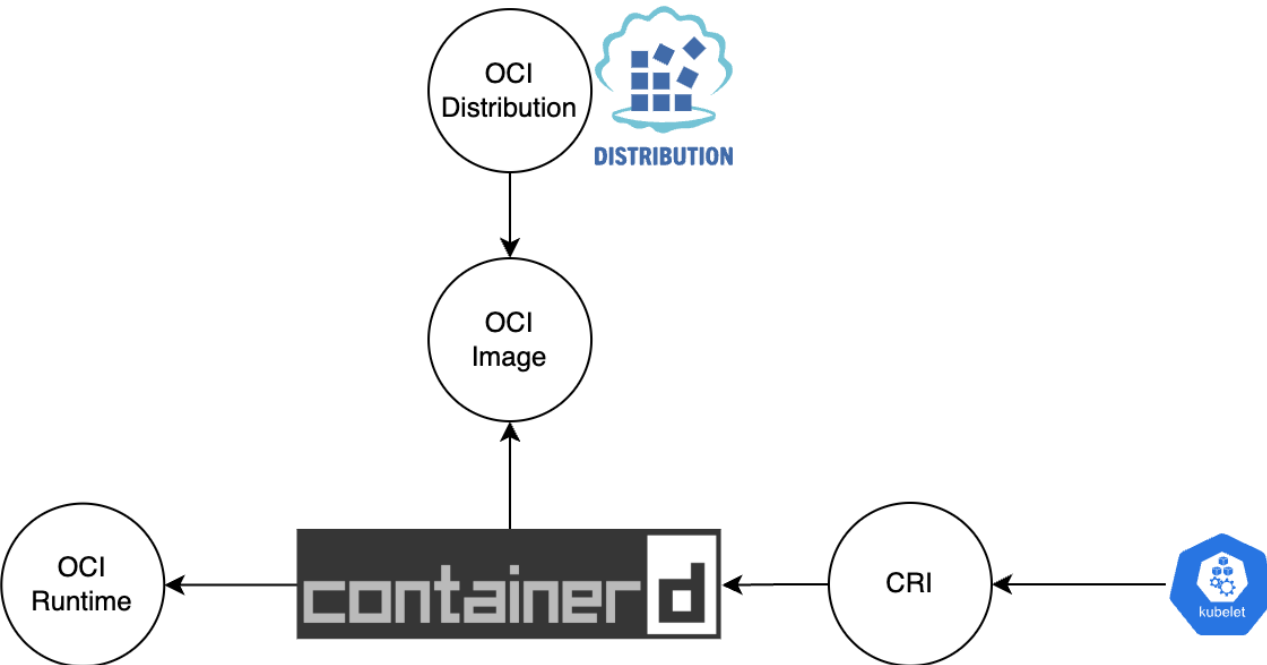 OCI
Distribution
DISTRIBUTION
OCI
Image
OCI
Runtime
containerd
CRI
kubelet